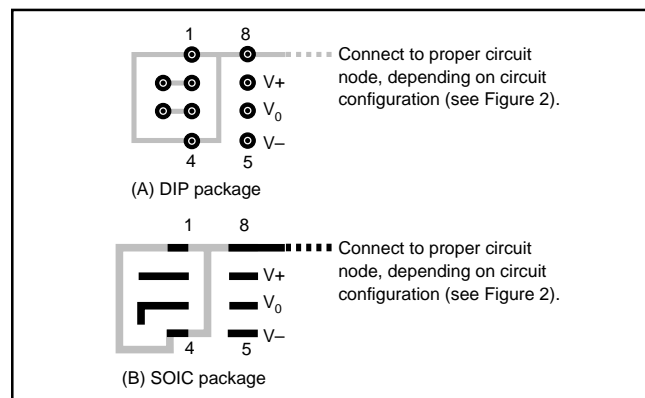 1 8
Connect to proper circuit
node, depending on circuit
configuration (see Figure 2).
V+
V0
V–
4 5
(A) DIP package
1 8
Connect to proper circuit
node, depending on circuit
configuration (see Figure 2).
V+
V0
V–
4 5
(B) SOIC package